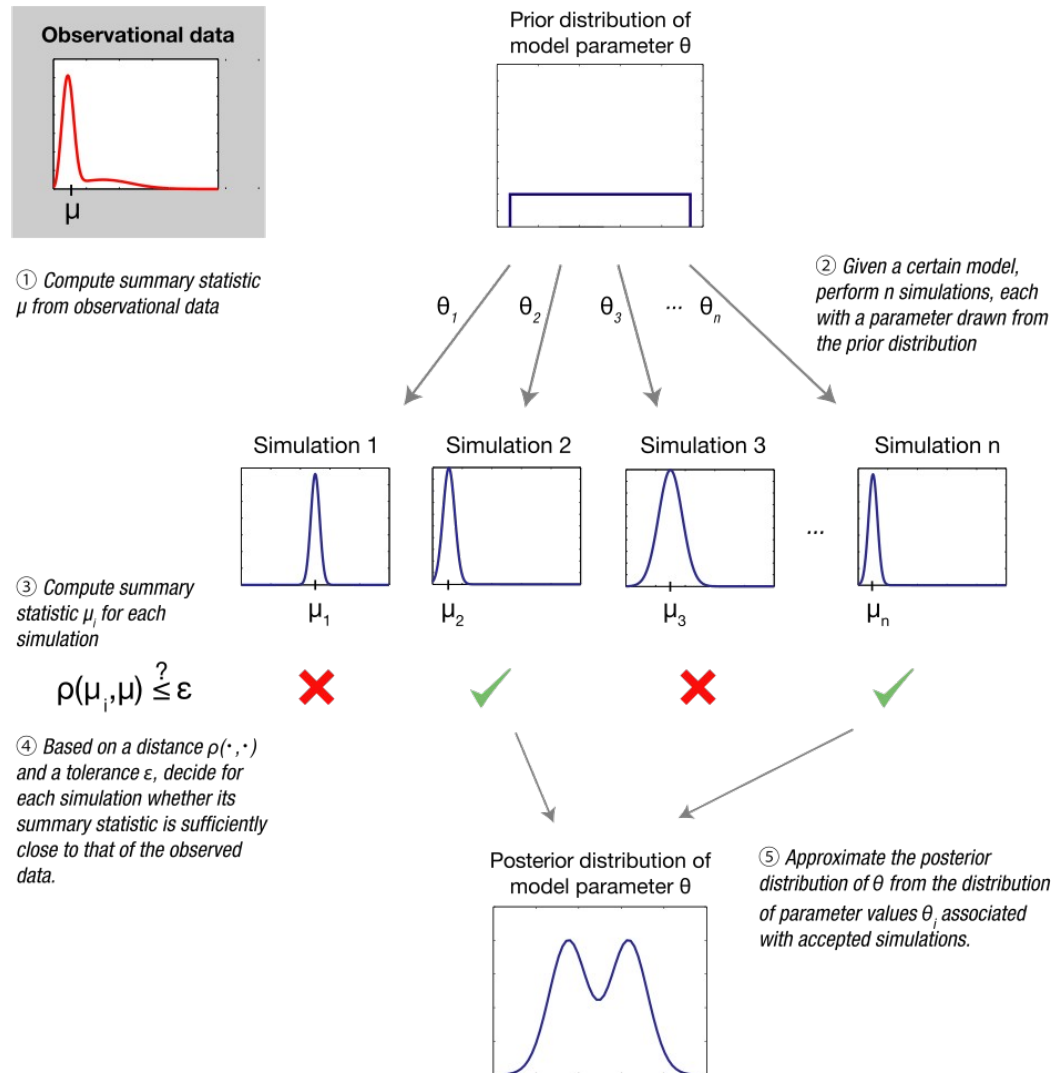 Observational data
μ
Prior distribution of
model parameter θ
① Compute summary statistic
μ from observational data
② Given a certain model,
perform n simulations, each
with a parameter drawn from
the prior distribution
θ1 θ2 θ3 ... θn
Simulation 1 Simulation 2 Simulation 3 Simulation n
...
μ1 μ2 μ3 μn
③ Compute summary
statistic μi for each
simulation
?
ρ(μi,μ) ≤ ε
④ Based on a distance ρ(·,·)
and a tolerance ε, decide for
each simulation whether its
summary statistic is sufficiently
close to that of the observed
data.
Posterior distribution of
model parameter θ
⑤ Approximate the posterior
distribution of θ from the distribution
of parameter values θi associated
with accepted simulations.